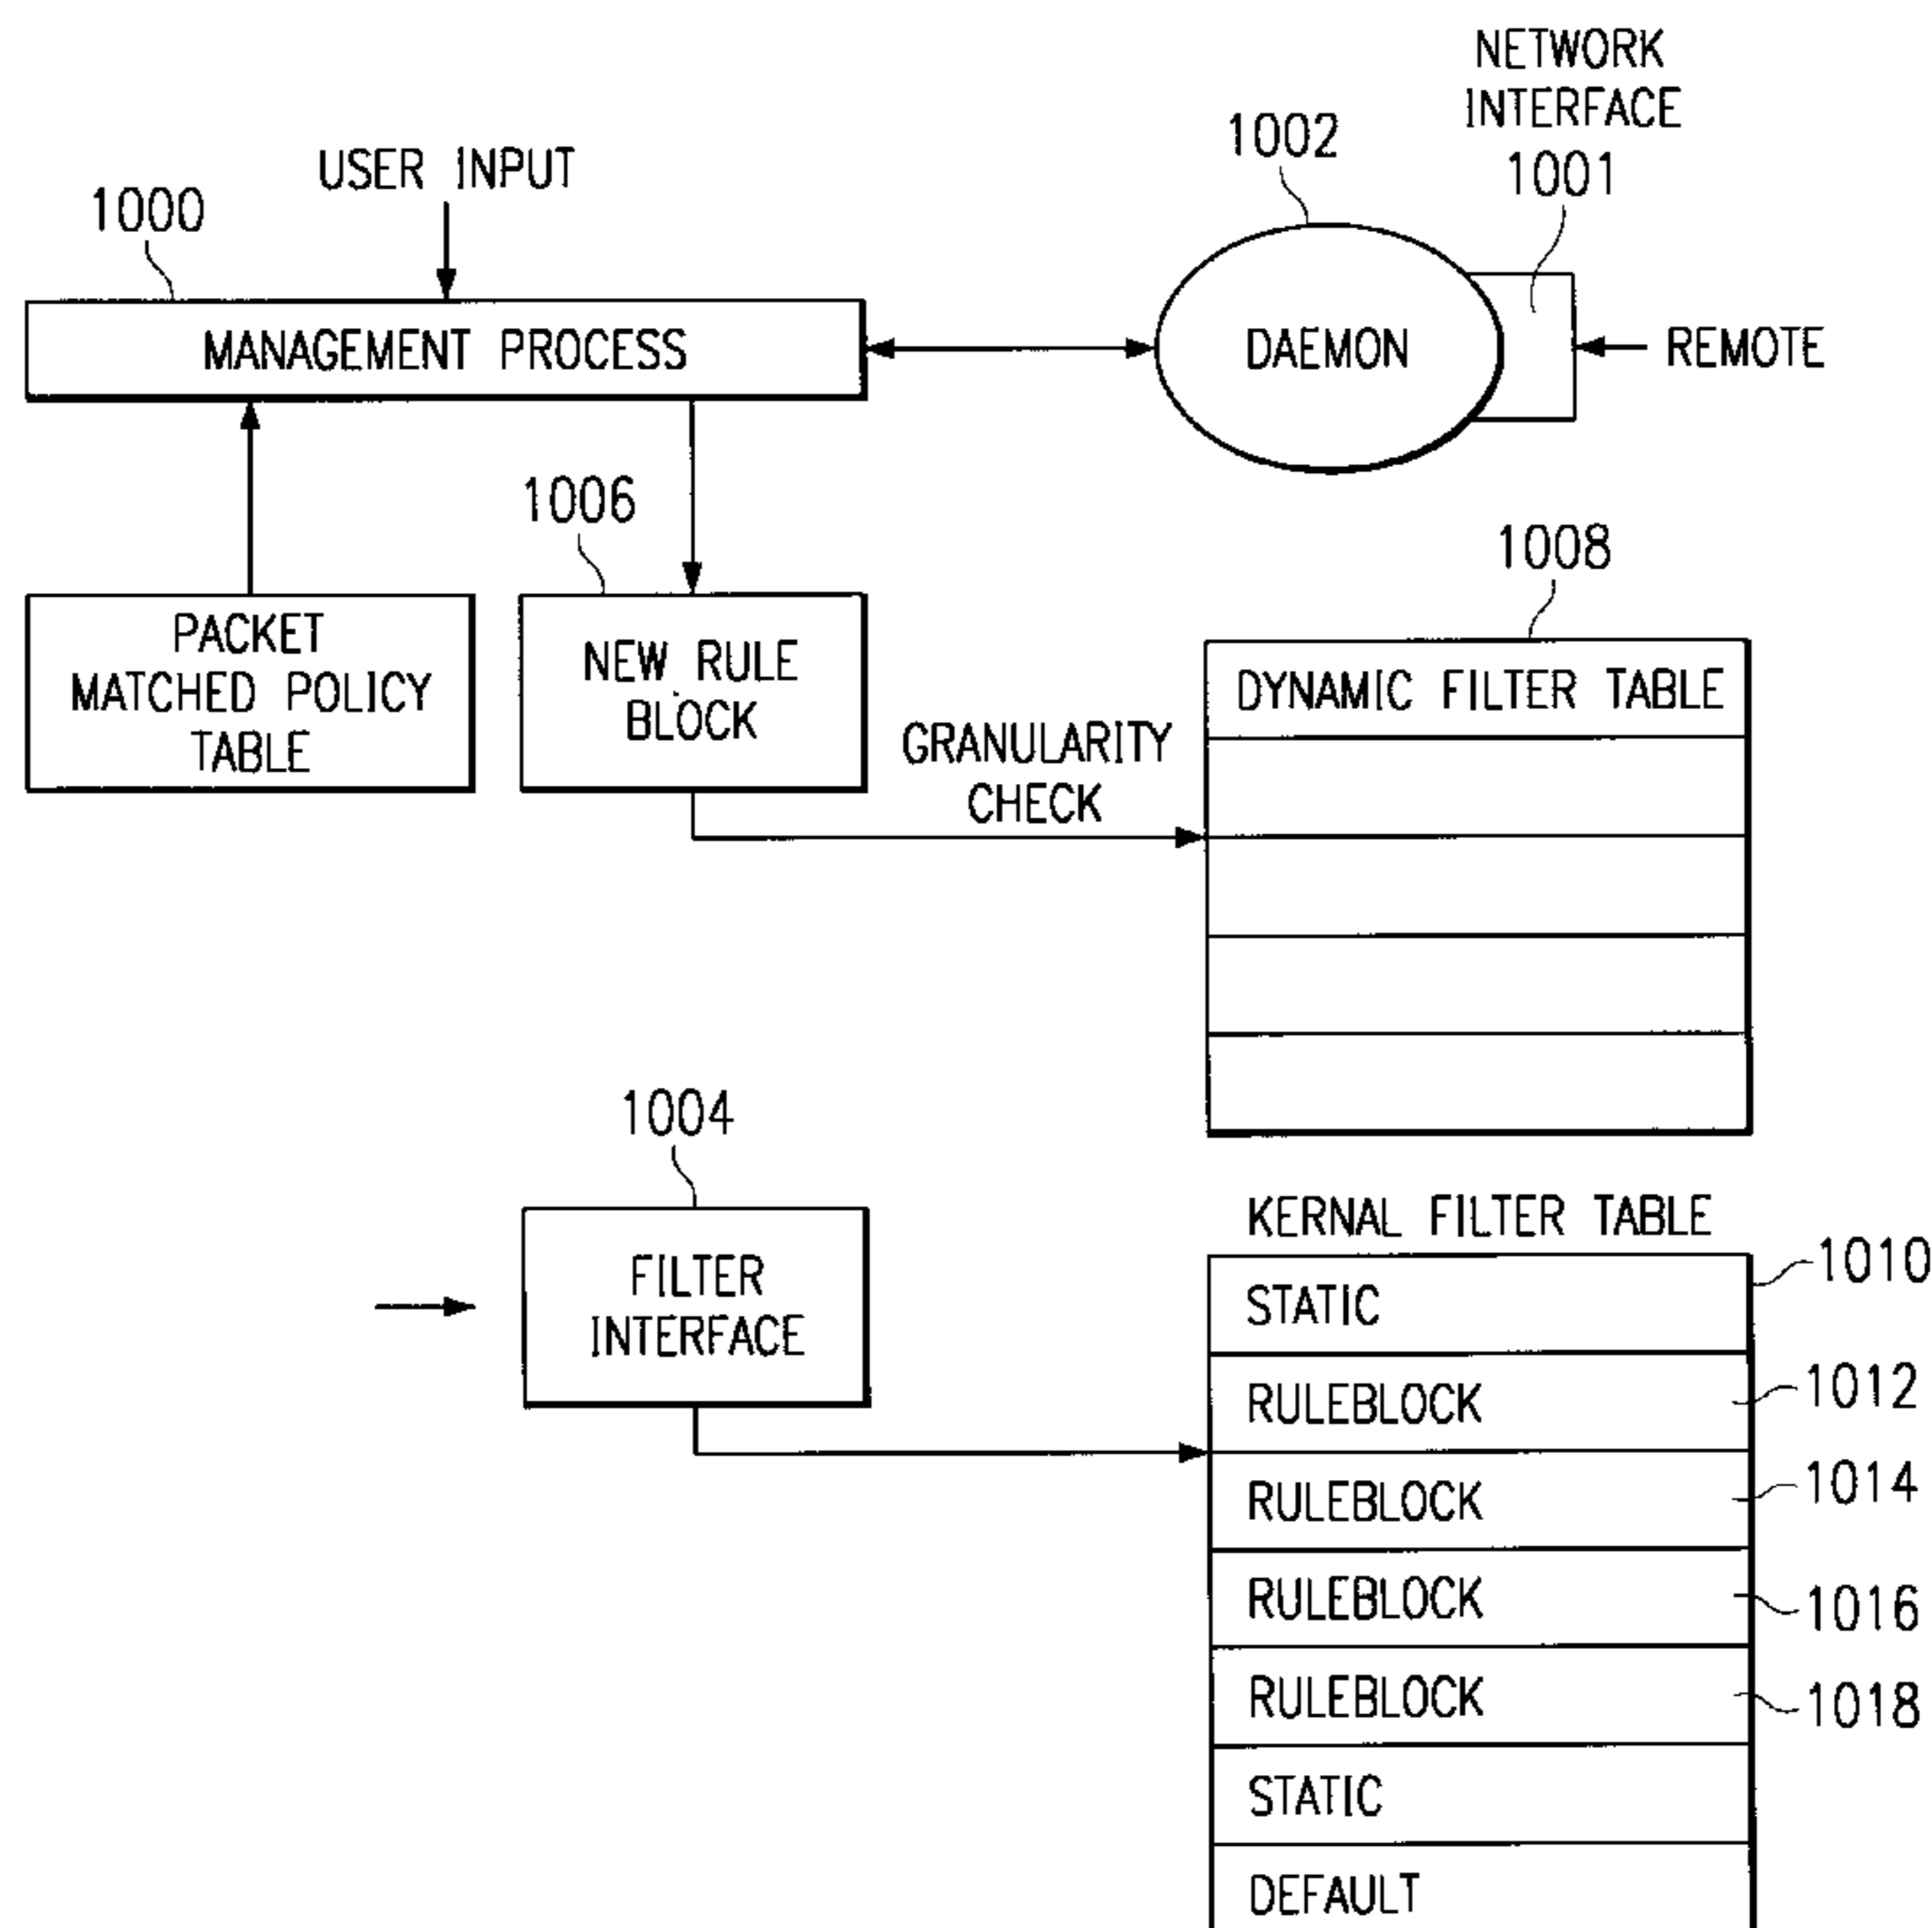 NETWORK
INTERFACE
1001
1002
USER INPUT
1000
MANAGEMENT PROCESS
DAEMON
REMOTE
1006
1008
PACKET
MATCHED POLICY
TABLE
NEW RULE
BLOCK
GRANULARITY
CHECK
DYNAMIC FILTER TABLE
1004
FILTER
INTERFACE
KERNAL FILTER TABLE
STATIC
1010
RULEBLOCK
1012
RULEBLOCK
1014
RULEBLOCK
1016
RULEBLOCK
1018
STATIC
DEFAULT